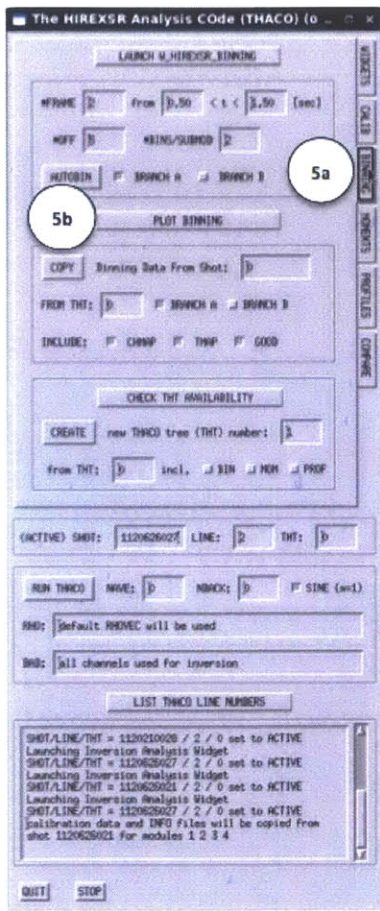 The HIREXSR Analysis COde (THACO) (o
LAUNCH W_HIREXSR_BINNING
#FRAME 2 from 0.50 < t < 1.50 [sec]
#OFF #BINS/SUBMOD 2
AUTOBIN BRANCH A BRANCH B
5a
5b
PLOT BINNING
COPY Binning Data From Shot: 0
FROM THT: 0 BRANCH A BRANCH B
INCLUDE: CHMAP TMAP GOOD
CHECK THT AVAILABILITY
CREATE new THACO tree (THT) number: 1
from THT: 0 incl. BIN MOM PROF
WIDGETS
CALIB
BINNING
MOMENTS
PROFILES
COMPARE
(ACTIVE) SHOT: 1120626027 LINE: 2 THT: 0
RUN THACO NAVE: 0 NBACK: 0 SINE (m=1)
RHO: default RHOVEC will be used
BAD: all channels used for inversion
LIST THACO LINE NUMBERS
SHOT/LINE/THT = 1120210028 / 2 / 0 set to ACTIVE
Launching Inversion Analysis Widget
SHOT/LINE/THT = 1120626027 / 2 / 0 set to ACTIVE
Launching Inversion Analysis Widget
SHOT/LINE/THT = 1120626021 / 2 / 0 set to ACTIVE
Launching Inversion Analysis Widget
SHOT/LINE/THT = 1120626027 / 2 / 0 set to ACTIVE
calibration data and INFO files will be copied from
shot 1120626021 for modules 1 2 3 4
QUIT STOP